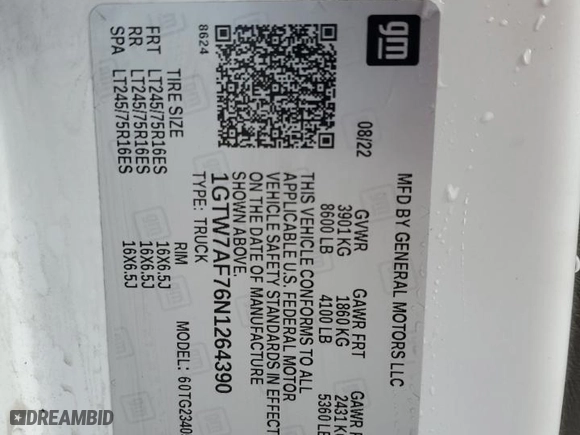 gm
MFD BY GENERAL MOTORS LLC
08/22
GVWR GAWR FRT GAWR
3901 KG 1860 KG 2431 KG
8600 LB 4100 LB 5360 LB
THIS VEHICLE CONFORMS TO ALL
APPLICABLE U.S. FEDERAL MOTOR
VEHICLE SAFETY STANDARDS IN EFFECT
ON THE DATE OF MANUFACTURE
SHOWN ABOVE.
1GTW7AF76N1264390
TYPE: TRUCK MODEL: 60TG2340
8624
TIRE SIZE RIM
FRT LT245/75R16ES 16X6.5J
RR LT245/75R16ES 16X6.5J
SPA LT245/75R16ES 16X6.5J
DREAMBID